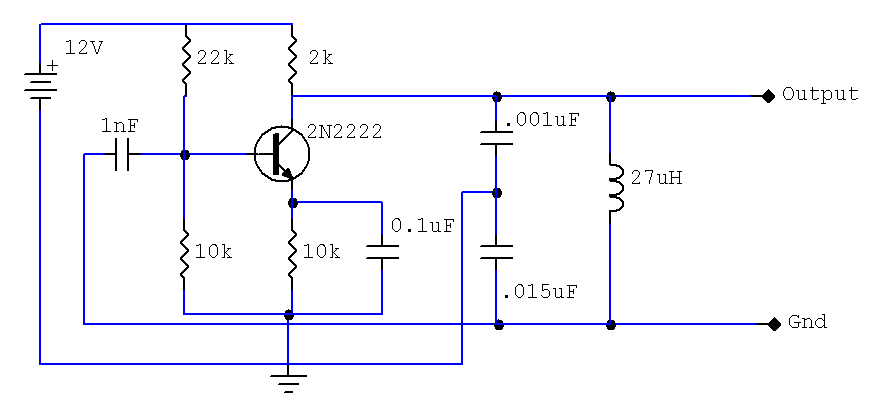 12V
+
22k
2k
1nF
2N2222
.001uF
Output
27uH
10k
10k
0.1uF
.015uF
Gnd